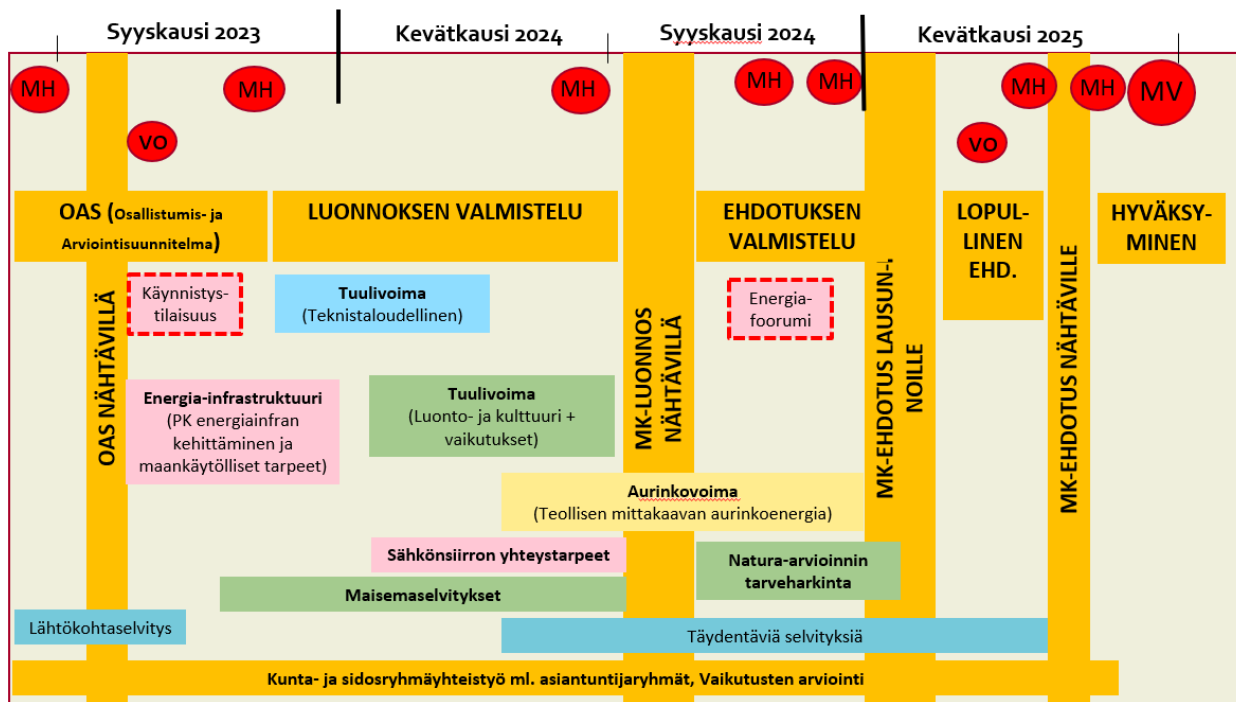 Syyskausi 2023
Kevätkausi 2024
Syyskausi 2024
Kevätkausi 2025
MH
MH
MH
MH
MH
MH
MH
MV
VO
VO
OAS (Osallistumis- ja
Arviointisuunnitelma)
LUONNOKSEN VALMISTELU
EHDOTUKSEN
VALMISTELU
LOPUL-
LINEN
EHD.
HYVÄKSY-
MINEN
OAS NÄHTÄVILLÄ
MK-LUONNOS
NÄHTÄVILLÄ
MK-EHDOTUS LAUSUN-
NOILLE
MK-EHDOTUS NÄHTÄVILLE
Käynnistys-
tilaisuus
Tuulivoima
(Teknistaloudellinen)
Energia-
foorumi
Energia-infrastruktuuri
(PK energiainfran
kehittäminen ja
maankäytölliset tarpeet)
Tuulivoima
(Luonto- ja kulttuuri +
vaikutukset)
Aurinkovoima
(Teollisen mittakaavan aurinkoenergia)
Sähkönsiirron yhteystarpeet
Natura-arvioinnin
tarveharkinta
Maisemaselvitykset
Lähtökohtaselvitys
Täydentäviä selvityksiä
Kunta- ja sidosryhmäyhteistyö ml. asiantuntijaryhmät, Vaikutusten arviointi